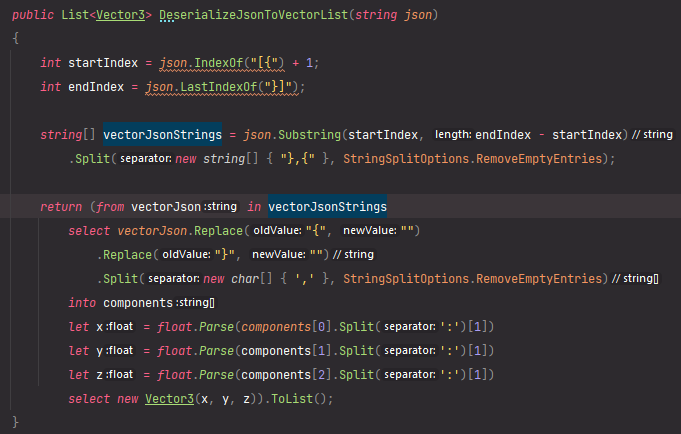 public List<Vector3> DeserializeJsonToVectorList(string json)
{
int startIndex = json.IndexOf("[{") + 1;
int endIndex = json.LastIndexOf("}]");
string[] vectorJsonStrings = json.Substring(startIndex, length: endIndex - startIndex) // string
.Split( separator: new string[] { "},{" }, StringSplitOptions.RemoveEmptyEntries);
return (from vectorJson :string in vectorJsonStrings
select vectorJson.Replace( oldValue: "{", newValue: "")
.Replace( oldValue: "}", newValue: "") // string
.Split( separator: new char[] { ',' }, StringSplitOptions.RemoveEmptyEntries) // string[]
into components :string[]
let x :float = float.Parse(components[0].Split( separator: ':')[1])
let y :float = float.Parse(components[1].Split( separator: ':')[1])
let z :float = float.Parse(components[2].Split( separator: ':')[1])
select new Vector3(x, y, z)).ToList();
}